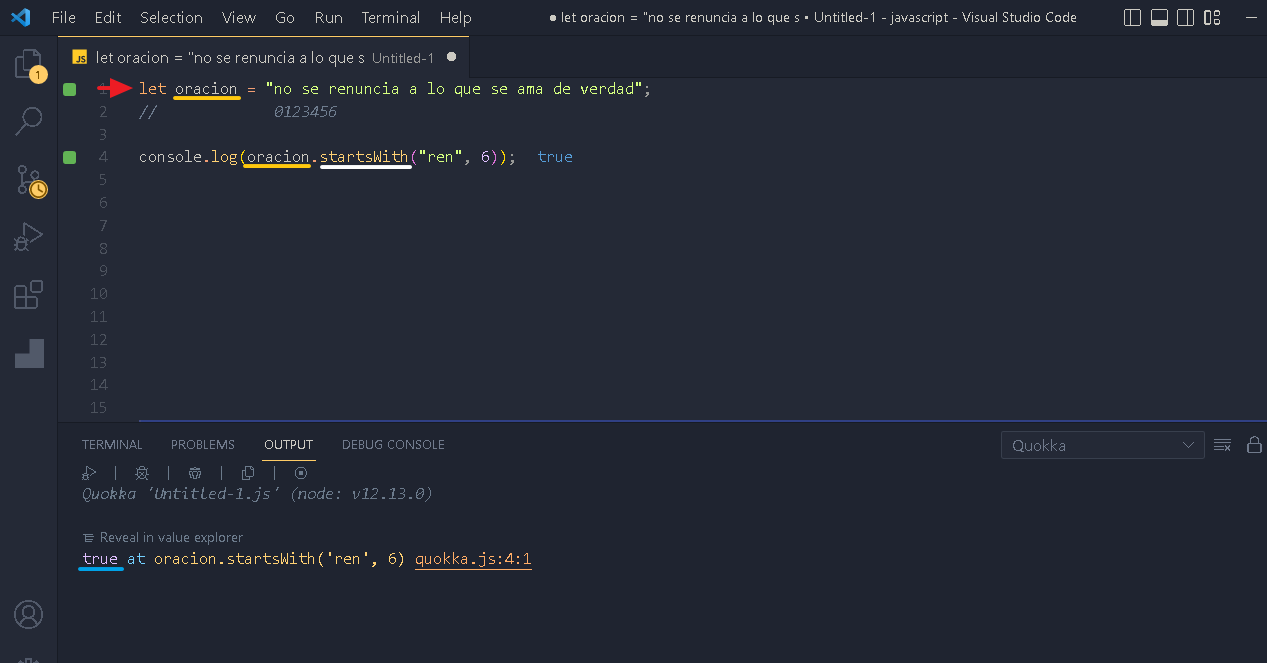 File Edit Selection View Go Run Terminal Help ● let oracion = "no se renuncia a lo que s • Untitled-1 - javascript - Visual Studio Code
JS let oracion = "no se renuncia a lo que s Untitled-1 ●
1 let oracion = "no se renuncia a lo que se ama de verdad";
2 // 0123456
3
4 console.log(oracion.startsWith("ren", 6)); true
5
6
7
8
9
10
11
12
13
14
15
1
TERMINAL PROBLEMS OUTPUT DEBUG CONSOLE Quokka
Quokka 'Untitled-1.js' (node: v12.13.0)
Reveal in value explorer
true at oracion.startsWith('ren', 6) quokka.js:4:1